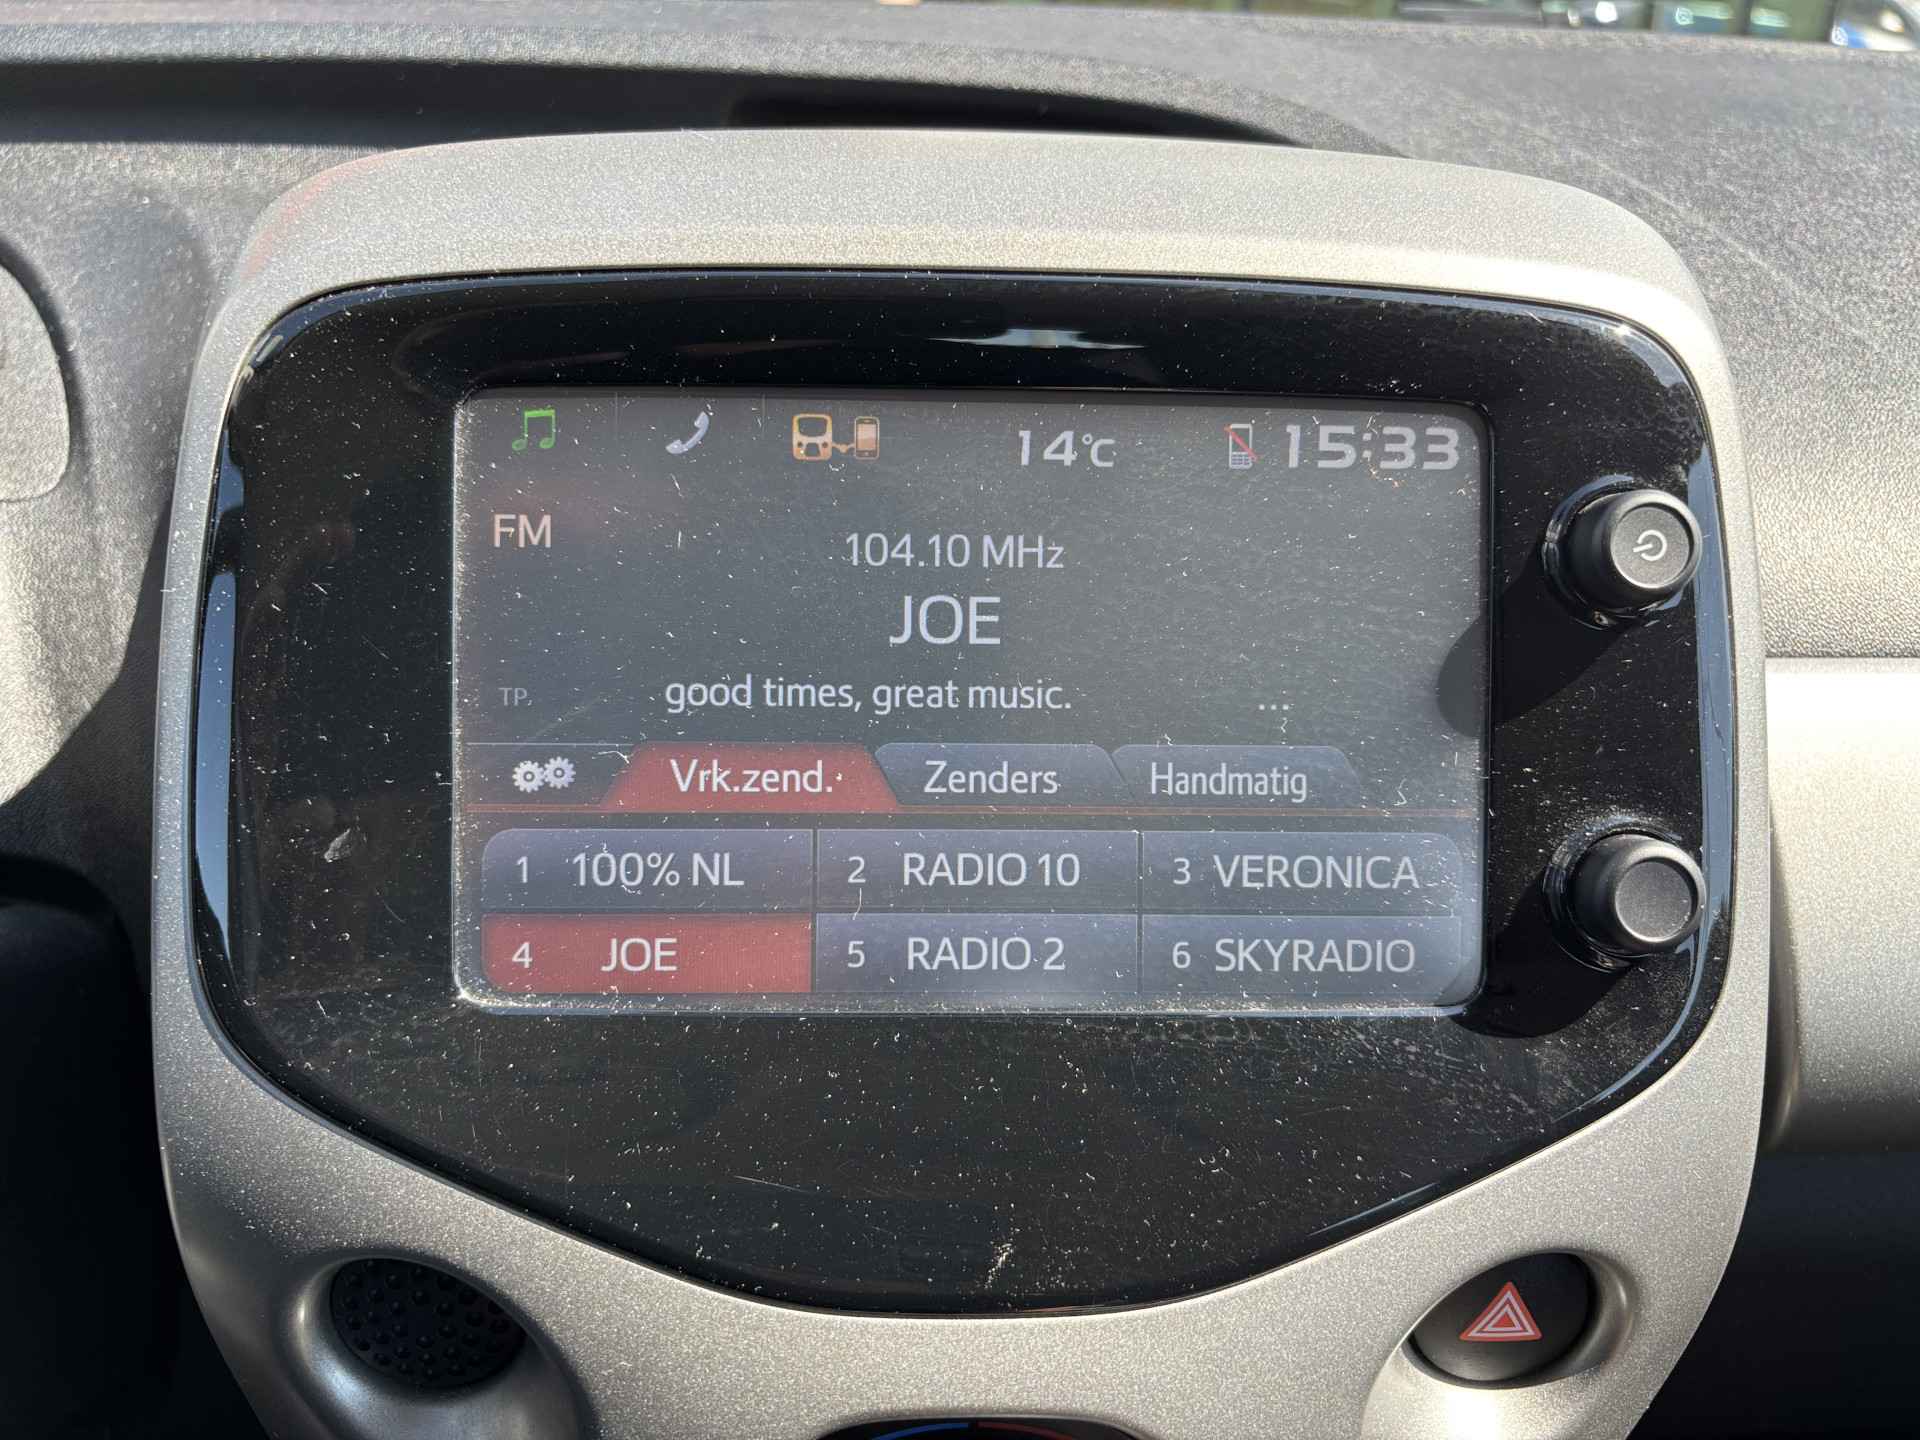 14°C 15:33
FM
104.10 MHz
JOE
TP
good times, great music. ...
Vrk.zend. Zenders Handmatig
1 100% NL 2 RADIO 10 3 VERONICA
4 JOE 5 RADIO 2 6 SKYRADIO